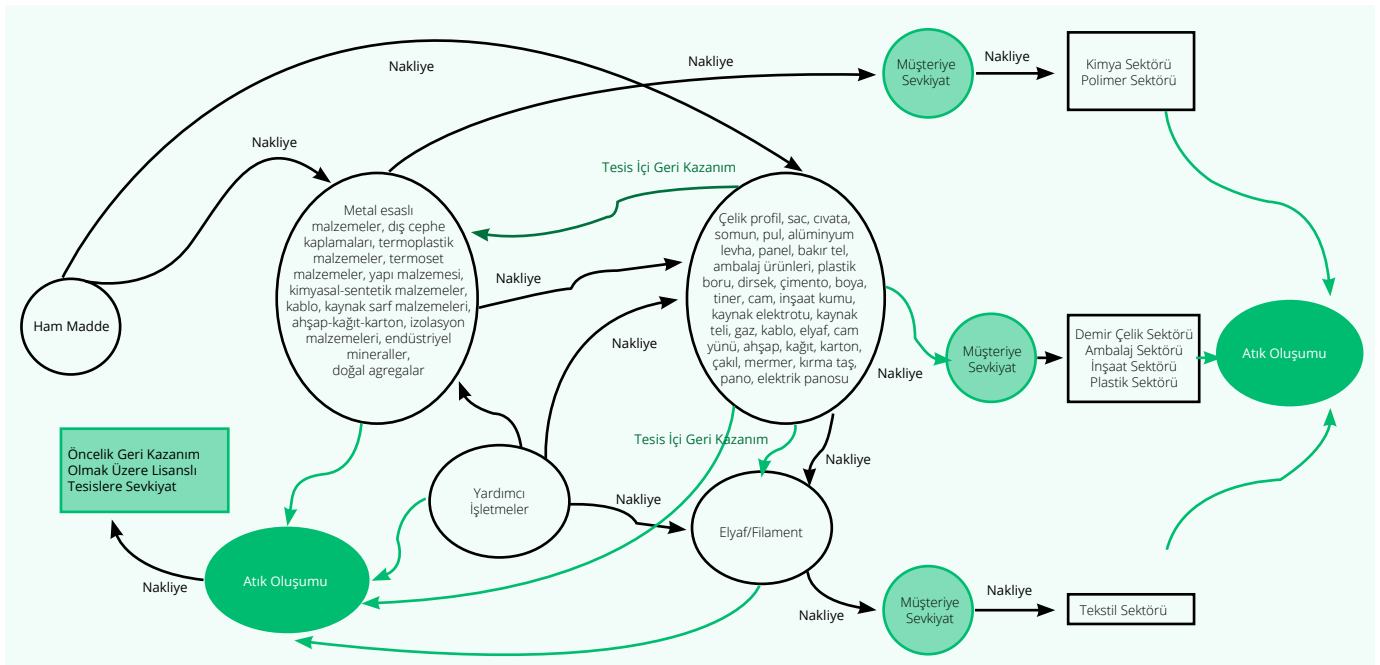 Nakliye
Nakliye
Müşteriye
Sevkiyat
Nakliye
Kimya Sektörü
Polimer Sektörü
Nakliye
Tesis İçi Geri Kazanım
Ham Madde
Metal esaslı
malzemeler, dış cephe
kaplamaları, termoplastik
malzemeler, termoset
malzemeler, yapı malzemesi,
kimyasal-sentetik malzemeler,
kablo, kaynak sarf malzemeleri,
ahşap-kağıt-karton, izolasyon
malzemeleri, endüstriyel
mineraller,
doğal agregalar
Nakliye
Nakliye
Çelik profil, sac, cıvata,
somun, pul, alüminyum
levha, panel, bakır tel,
ambalaj ürünleri, plastik
boru, dirsek, çimento, boya,
tiner, cam, inşaat kumu,
kaynak elektrotu, kaynak
teli, gaz, kablo, elyaf, cam
yünü, ahşap, kağıt, karton,
çakıl, mermer, kırma taş,
pano, elektrik panosu
Nakliye
Müşteriye
Sevkiyat
Demir Çelik Sektörü
Ambalaj Sektörü
İnşaat Sektörü
Plastik Sektörü
Atık Oluşumu
Öncelik Geri Kazanım
Olmak Üzere Lisanslı
Tesislere Sevkiyat
Tesis İçi Geri Kazanım
Nakliye
Yardımcı
İşletmeler
Nakliye
Elyaf/Filament
Atık Oluşumu
Nakliye
Nakliye
Müşteriye
Sevkiyat
Nakliye
Tekstil Sektörü